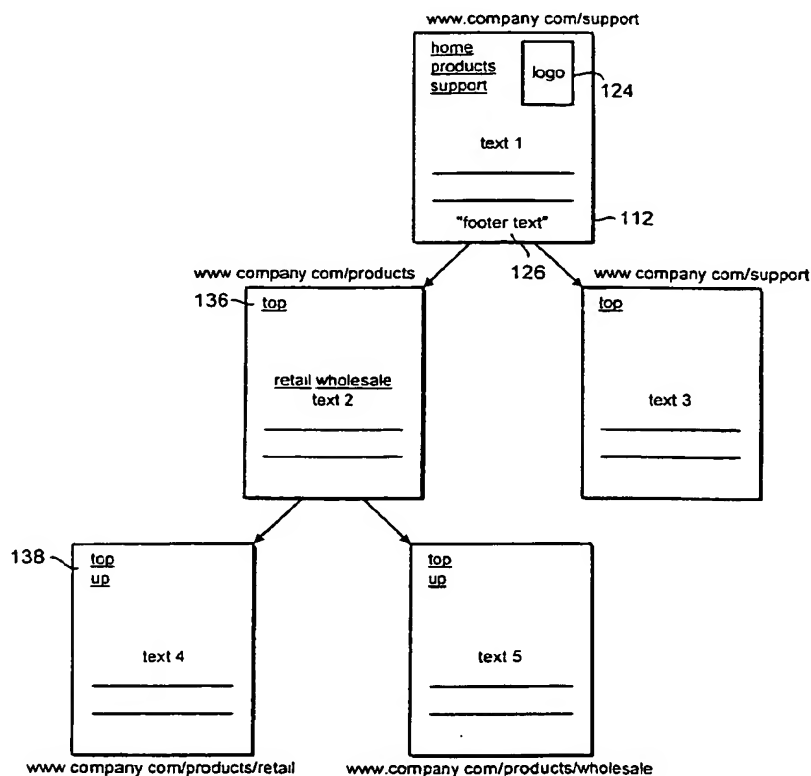 www.company com/support
home
products
support
logo
124
text 1
"footer text"
112
126
www company com/products
www company com/support
136
top
top
retail wholesale
text 2
text 3
138
top
up
top
up
text 4
text 5
www company com/products/retail
www.company com/products/wholesale